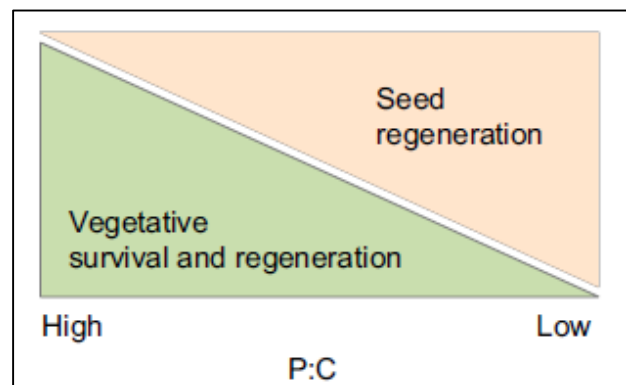 Seed
regeneration
Vegetative
survival and regeneration
High
Low
P:C